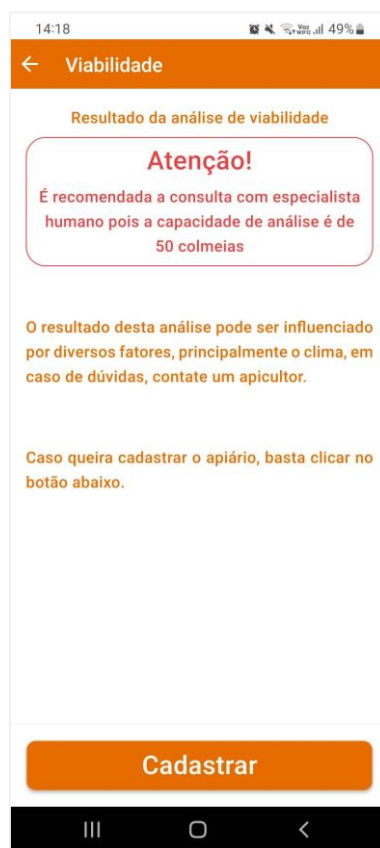 14:18 49%
Viabilidade
Resultado da análise de viabilidade
Atenção!
É recomendada a consulta com especialista
humano pois a capacidade de análise é de
50 colmeias
O resultado desta análise pode ser influenciado
por diversos fatores, principalmente o clima, em
caso de dúvidas, contate um apicultor.
Caso queira cadastrar o apiário, basta clicar no
botão abaixo.
Cadastrar